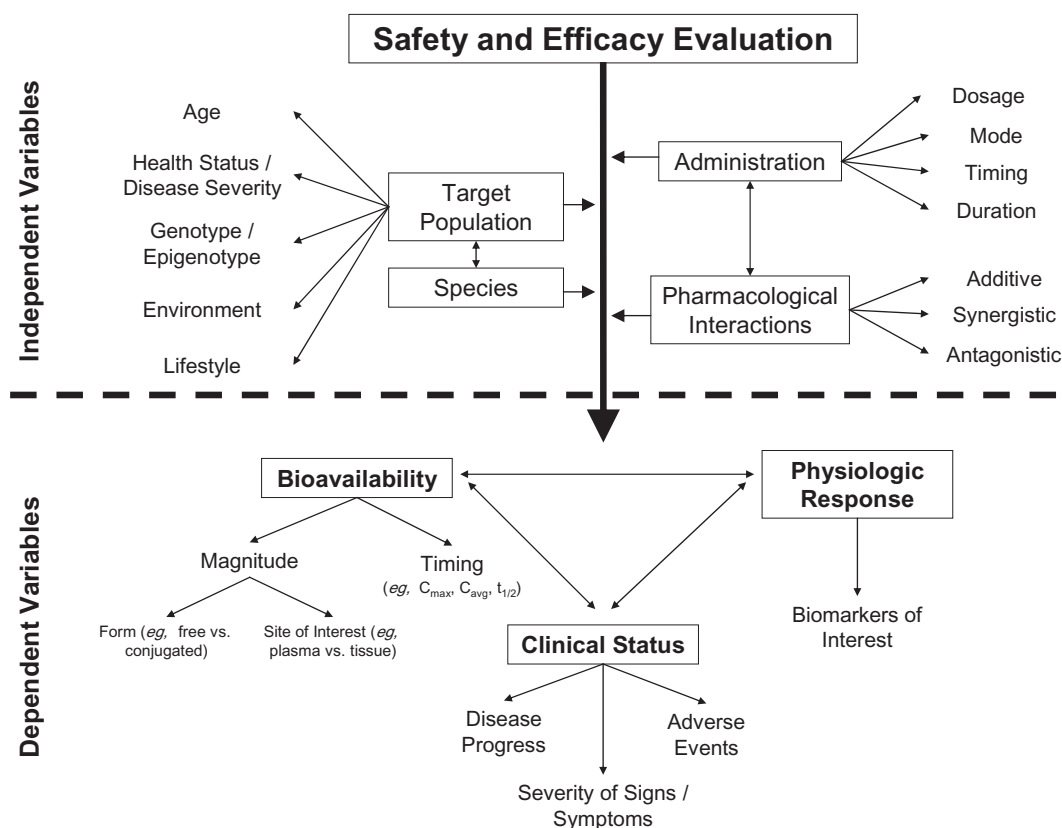 Safety and Efficacy Evaluation
Independent Variables
Age
Health Status /
Disease Severity
Genotype /
Epigenotype
Environment
Lifestyle
Target
Population
Species
Administration
Pharmacological
Interactions
Dosage
Mode
Timing
Duration
Additive
Synergistic
Antagonistic
Dependent Variables
Bioavailability
Magnitude
Form (eg, free vs.
conjugated)
Site of Interest (eg,
plasma vs. tissue)
Timing
(eg, Cmax, Cavg, t1/2)
Physiologic
Response
Biomarkers of
Interest
Clinical Status
Disease
Progress
Adverse
Events
Severity of Signs /
Symptoms